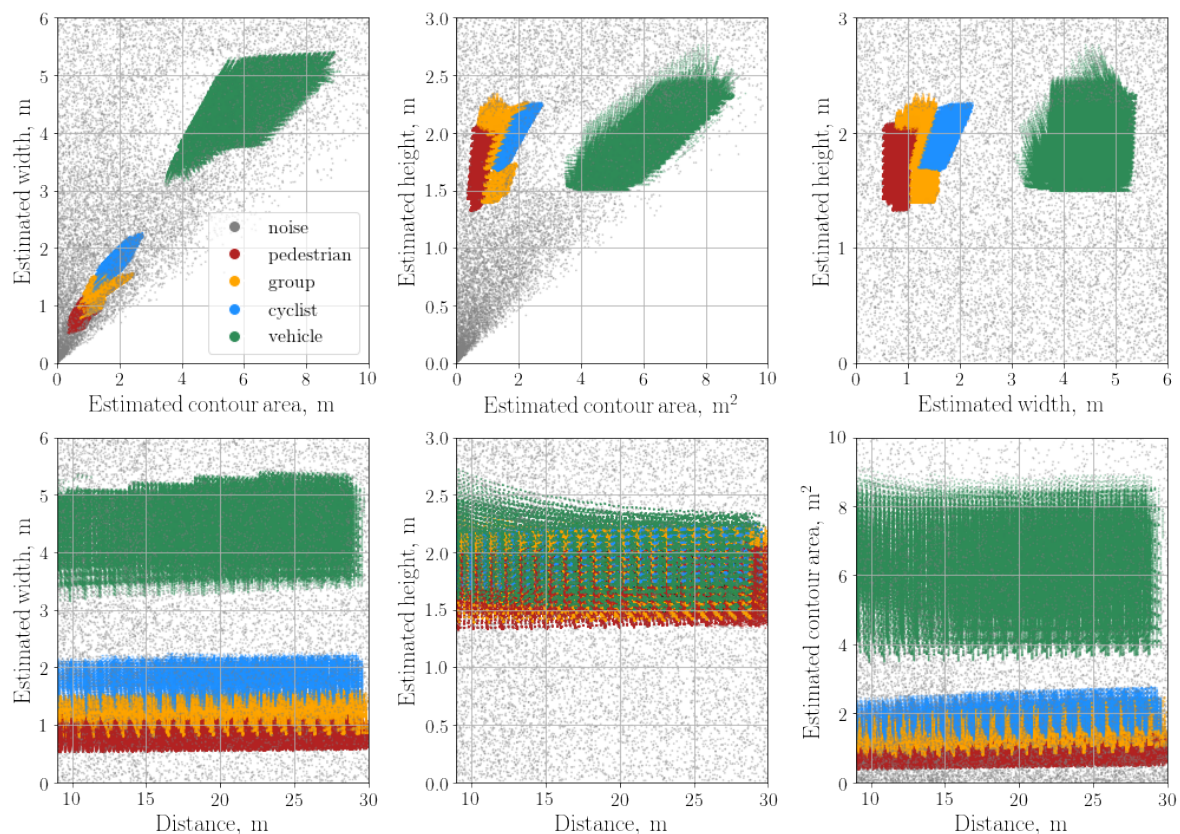 6
5
4
3
2
1
0
Estimated width, m
0 2 4 6 8 10
Estimated contour area, m
noise
pedestrian
group
cyclist
vehicle
3.0
2.5
2.0
1.5
1.0
0.5
0.0
Estimated height, m
0 2 4 6 8 10
Estimated contour area, m²
3
2
1
0
Estimated height, m
0 1 2 3 4 5 6
Estimated width, m
6
5
4
3
2
1
0
Estimated width, m
10 15 20 25 30
Distance, m
3.0
2.5
2.0
1.5
1.0
0.5
0.0
Estimated height, m
10 15 20 25 30
Distance, m
10
8
6
4
2
0
Estimated contour area, m²
10 15 20 25 30
Distance, m